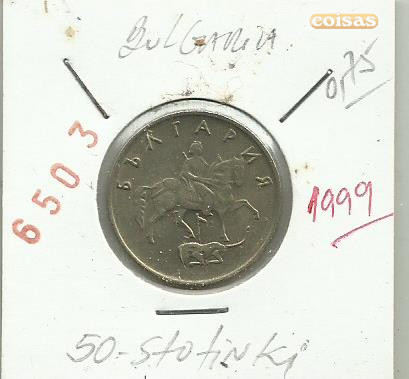 coisas
BulGARiA
0,75
БЪЛГАРИЯ
6503
1999
50-stotinki